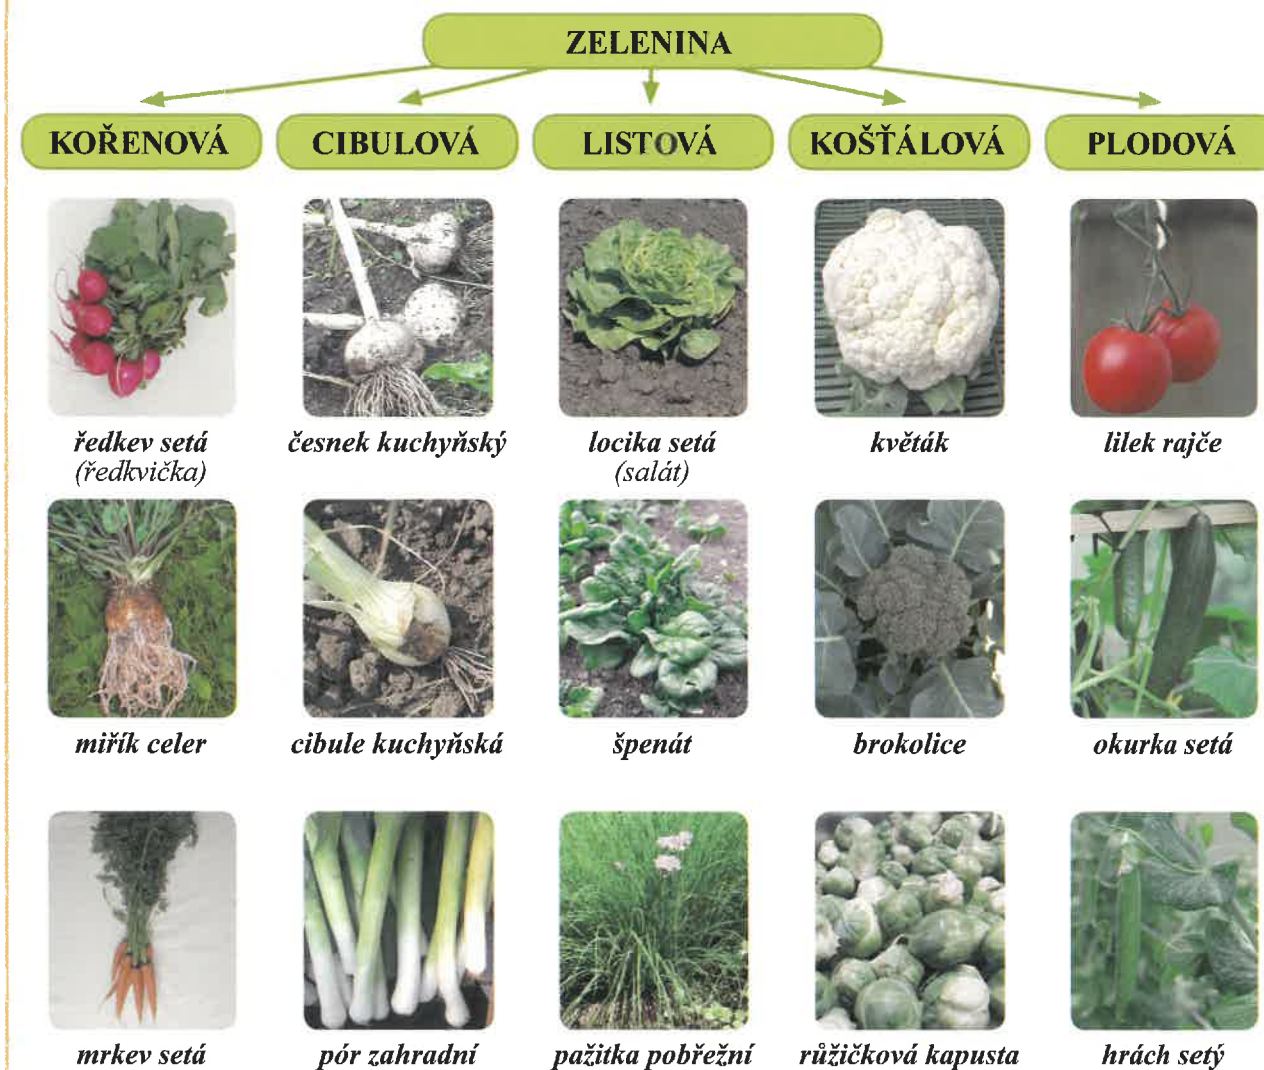 ZELENINA
KOŘENOVÁ
CIBULOVÁ
LISTOVÁ
KOŠŤÁLOVÁ
PLODOVÁ
ředkev setá
(ředkvička)
česnek kuchyňský
locika setá
(salát)
květák
lilek rajče
miřík celer
cibule kuchyňská
špenát
brokolice
okurka setá
mrkev setá
pór zahradní
pažitka pobřežní
růžičková kapusta
hrách setý